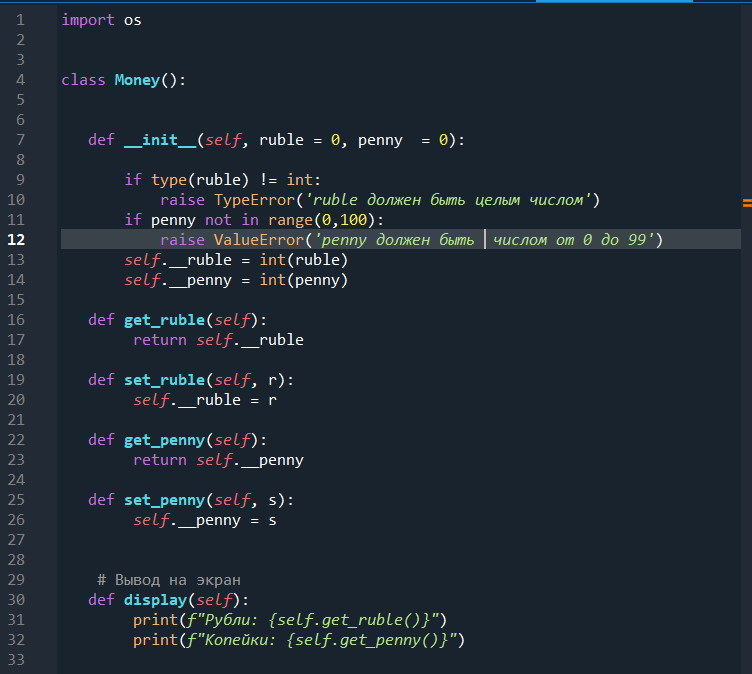 1 import os
2
3
4 class Money():
5
6
7 def __init__(self, ruble = 0, penny  = 0):
8
9 if type(ruble) != int:
10 raise TypeError('ruble должен быть целым числом')
11 if penny not in range(0,100):
12 raise ValueError('penny должен быть  числом от 0 до 99')
13 self.__ruble = int(ruble)
14 self.__penny = int(penny)
15
16 def get_ruble(self):
17 return self.__ruble
18
19 def set_ruble(self, r):
20 self.__ruble = r
21
22 def get_penny(self):
23 return self.__penny
24
25 def set_penny(self, s):
26 self.__penny = s
27
28
29 # Вывод на экран
30 def display(self):
31 print(f"Рубли: {self.get_ruble()}")
32 print(f"Копейки: {self.get_penny()}")
33